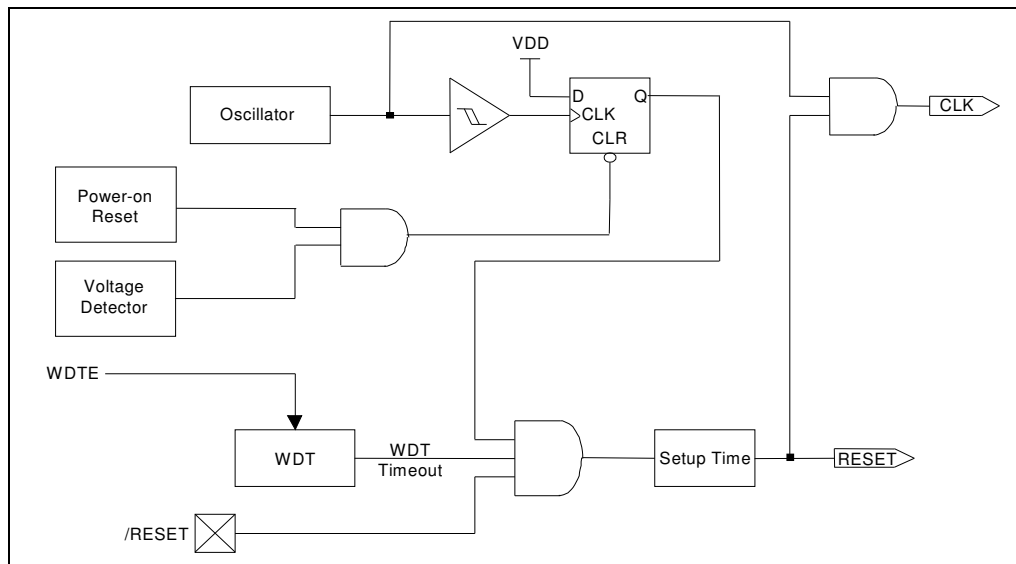 VDD
Oscillator
D
Q
CLK
CLR
CLK
Power-on
Reset
Voltage
Detector
WDTE
WDT
WDT
Timeout
Setup Time
RESET
/RESET